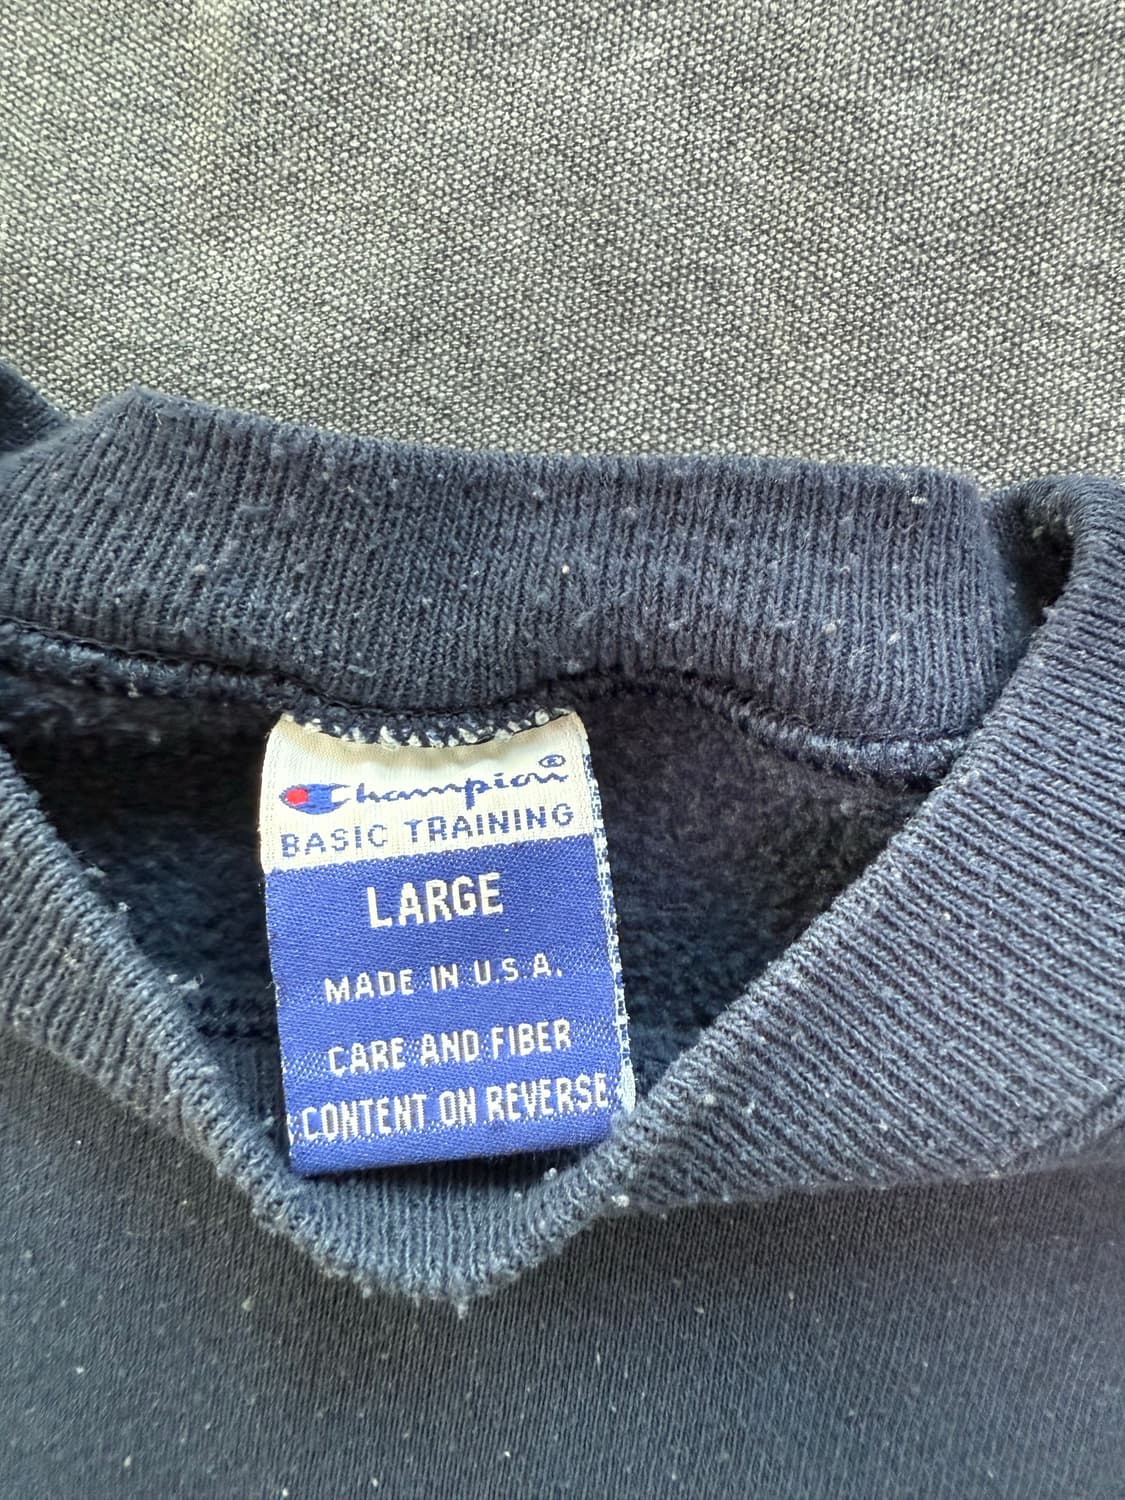 Champion®
BASIC TRAINING
LARGE
MADE IN U.S.A.
CARE AND FIBER
CONTENT ON REVERSE